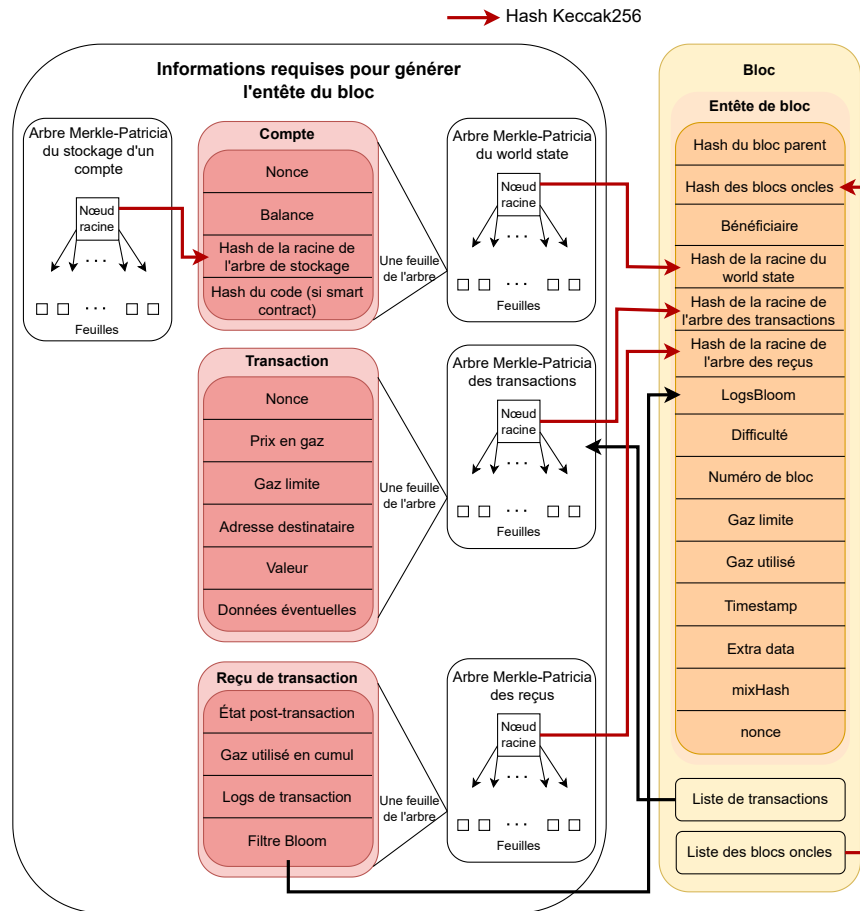 Hash Keccak256
Informations requises pour générer
l'entête du bloc
Arbre Merkle-Patricia
du stockage d'un
compte
Nœud
racine
. . .
. . .
Feuilles
Compte
Nonce
Balance
Hash de la racine de
l'arbre de stockage
Hash du code (si smart
contract)
Une feuille
de l'arbre
Arbre Merkle-Patricia
du world state
Nœud
racine
. . .
. . .
Feuilles
Transaction
Nonce
Prix en gaz
Gaz limite
Adresse destinataire
Valeur
Données éventuelles
Une feuille
de l'arbre
Arbre Merkle-Patricia
des transactions
Nœud
racine
. . .
. . .
Feuilles
Reçu de transaction
État post-transaction
Gaz utilisé en cumul
Logs de transaction
Filtre Bloom
Une feuille
de l'arbre
Arbre Merkle-Patricia
des reçus
Nœud
racine
. . .
. . .
Feuilles
Bloc
Entête de bloc
Hash du bloc parent
Hash des blocs oncles
Bénéficiaire
Hash de la racine du
world state
Hash de la racine de
l'arbre des transactions
Hash de la racine de
l'arbre des reçus
LogsBloom
Difficulté
Numéro de bloc
Gaz limite
Gaz utilisé
Timestamp
Extra data
mixHash
nonce
Liste de transactions
Liste des blocs oncles